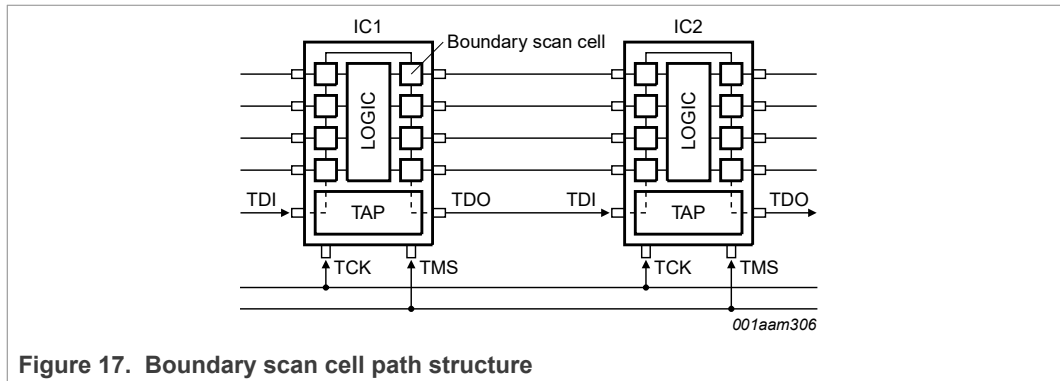 IC1
IC2
Boundary scan cell
LOGIC
LOGIC
TDI
TAP
TDO
TDI
TAP
TDO
TCK
TMS
TCK
TMS
001aam306
Figure 17. Boundary scan cell path structure